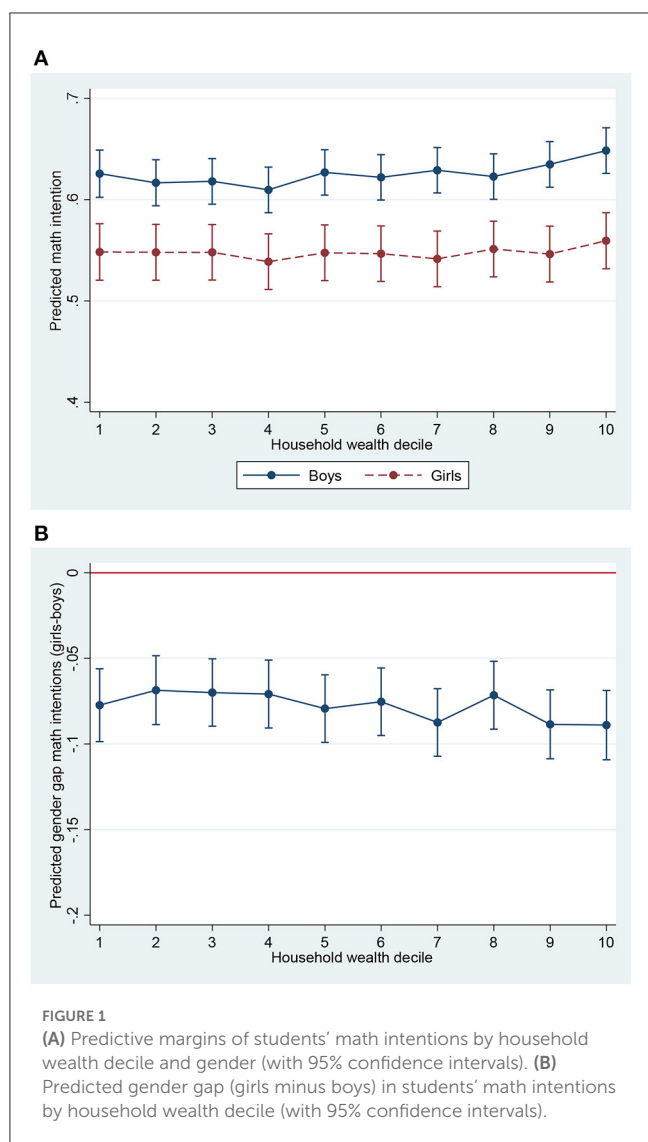 A
Predicted math intention
.7
.6
.5
.4
1 2 3 4 5 6 7 8 9 10
Household wealth decile
Boys Girls
B
Predicted gender gap math intentions (girls-boys)
0
-.05
-.1
-.15
-.2
1 2 3 4 5 6 7 8 9 10
Household wealth decile
FIGURE 1
(A) Predictive margins of students’ math intentions by household
wealth decile and gender (with 95% confidence intervals). (B)
Predicted gender gap (girls minus boys) in students’ math intentions
by household wealth decile (with 95% confidence intervals).